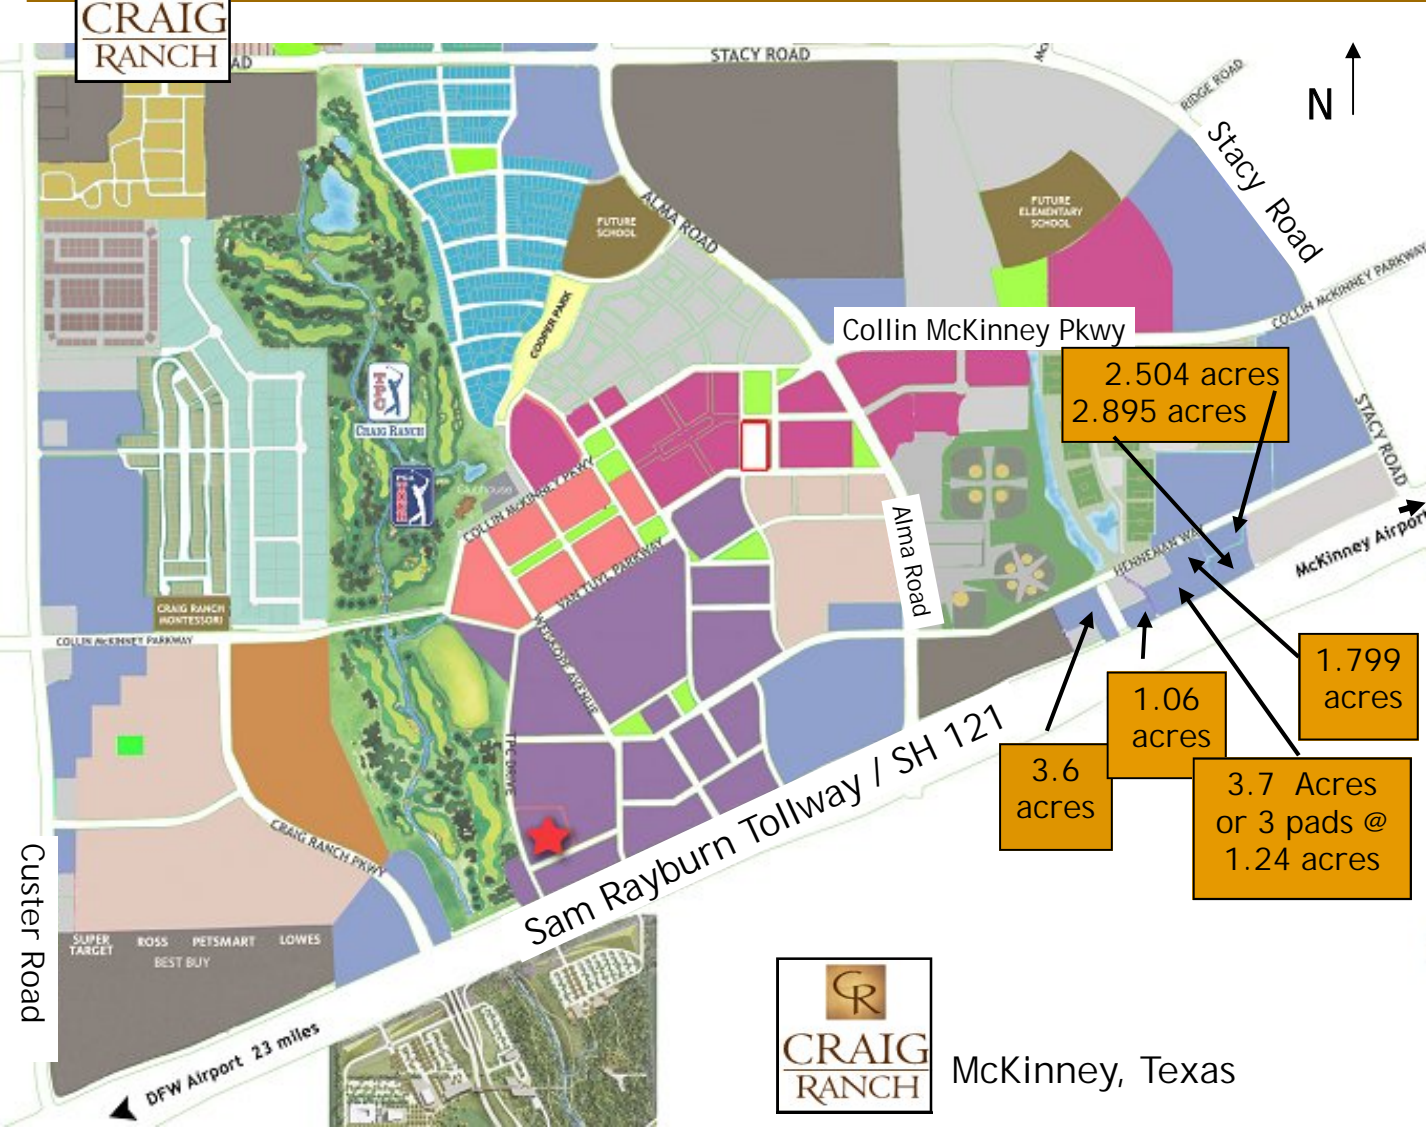 CRAIG
RANCH
AD
STACY ROAD
RIDGE ROAD
N
Stacy Road
FUTURE
SCHOOL
ALMA ROAD
FUTURE
ELEMENTARY
SCHOOL
COLLIN McKINNEY PARKWAY
COOPER PARK
Collin McKinney Pkwy
2.504 acres
2.895 acres
STACY ROAD
CRAIG RANCH
Clubhouse
COLLIN McKINNEY PKWY
Alma Road
McKinney Airport
HENNEMAN WAY
VAN TUYL PARKWAY
CRAIG RANCH
MONTESSORI
COLLIN McKINNEY PARKWAY
WEISKOPF AVENUE
1.799
acres
1.06
acres
3.6
acres
3.7 Acres
or 3 pads @
1.24 acres
TPC DRIVE
Sam Rayburn Tollway / SH 121
CRAIG RANCH PKWY
Custer Road
SUPER
TARGET
ROSS
PETSMART
LOWES
BEST BUY
DFW Airport 23 miles
CR
CRAIG
RANCH
McKinney, Texas